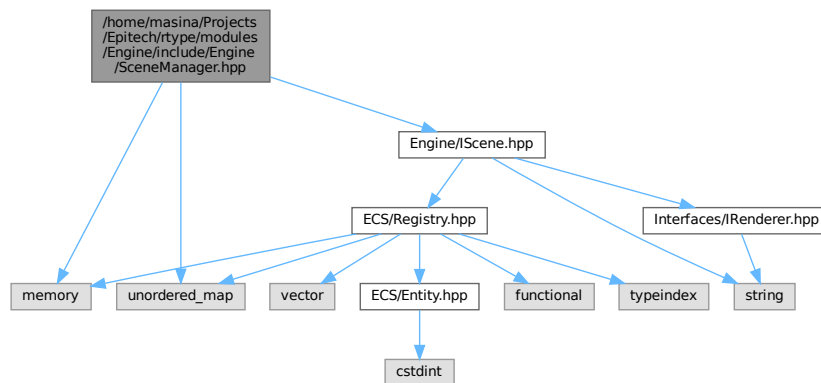 /home/masina/Projects
/Epitech/rtype/modules
/Engine/include/Engine
/SceneManager.hpp
Engine/IScene.hpp
ECS/Registry.hpp
Interfaces/IRenderer.hpp
memory
unordered_map
vector
ECS/Entity.hpp
functional
typeindex
string
cstdint